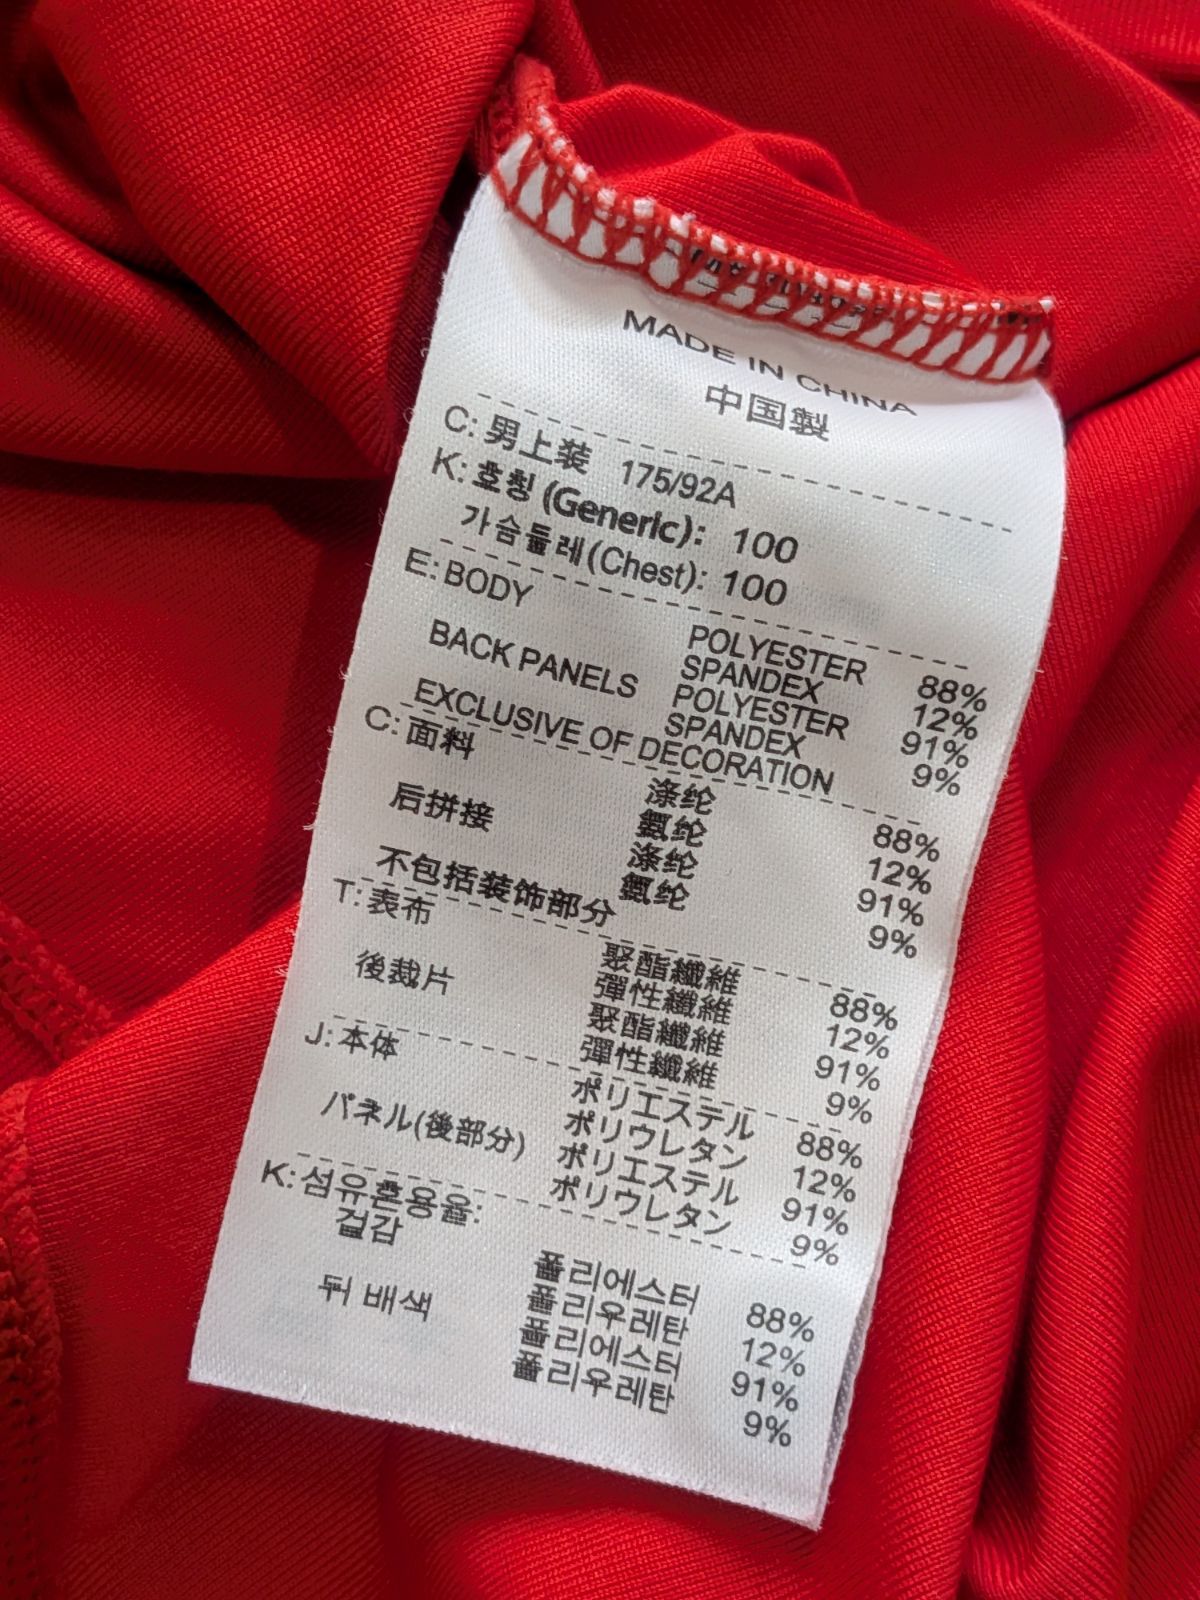 MADE IN CHINA
中国製
C: 男上装 175/92A
K: 호칭 (Generic): 100
가슴둘레(Chest): 100
E: BODY POLYESTER 88%
SPANDEX 12%
BACK PANELS POLYESTER 91%
SPANDEX 9%
EXCLUSIVE OF DECORATION
C: 面料 涤纶 88%
氨纶 12%
后拼接 涤纶 91%
氨纶 9%
不包括装饰部分
T: 表布 聚酯纖維 88%
彈性纖維 12%
後裁片 聚酯纖維 91%
彈性纖維 9%
J: 本体 ポリエステル 88%
ポリウレタン 12%
パネル(後部分) ポリエステル 91%
ポリウレタン 9%
K: 섬유혼용율:
겉감 폴리에스터 88%
폴리우레탄 12%
뒤 배색 폴리에스터 91%
폴리우레탄 9%